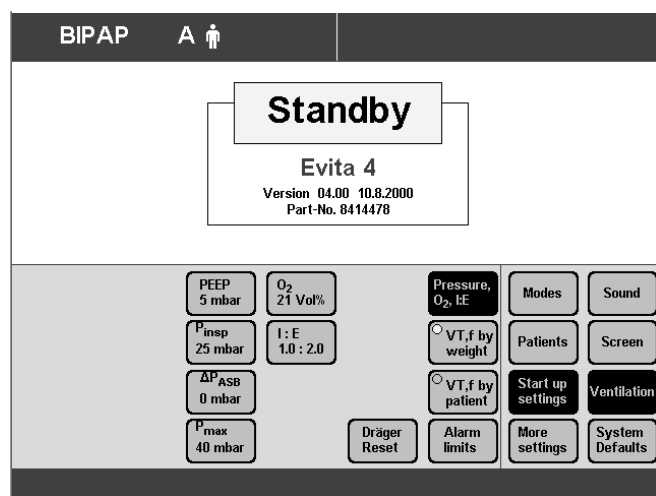 BIPAP A
Standby
Evita 4
Version 04.00 10.8.2000
Part-No. 8414478
PEEP
5 mbar
O2
21 Vol%
Pressure,
O2, I:E
Modes
Sound
Pinsp
25 mbar
I : E
1.0 : 2.0
VT,f by
weight
Patients
Screen
ΔPASB
0 mbar
VT,f by
patient
Start up
settings
Ventilation
Pmax
40 mbar
Dräger
Reset
Alarm
limits
More
settings
System
Defaults